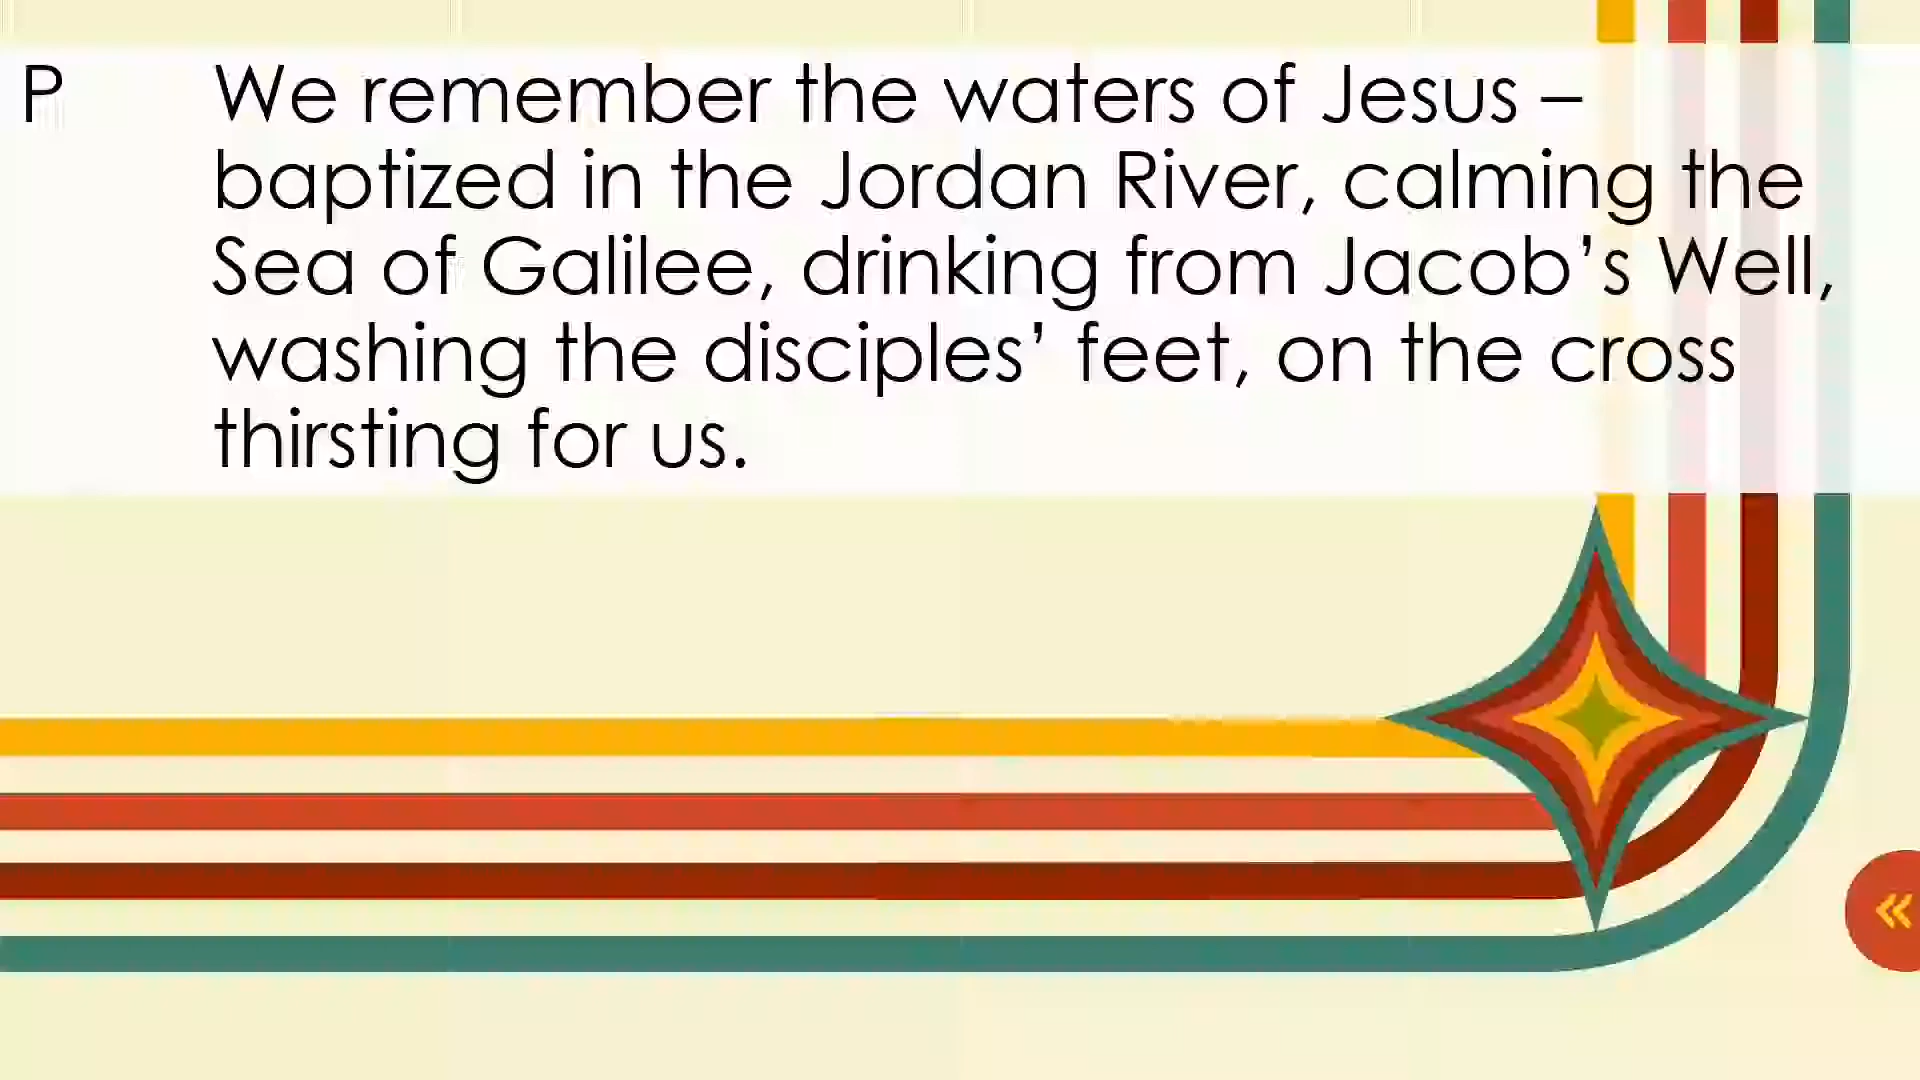 P We remember the waters of Jesus –
baptized in the Jordan River, calming the
Sea of Galilee, drinking from Jacob’s Well,
washing the disciples’ feet, on the cross
thirsting for us.
«